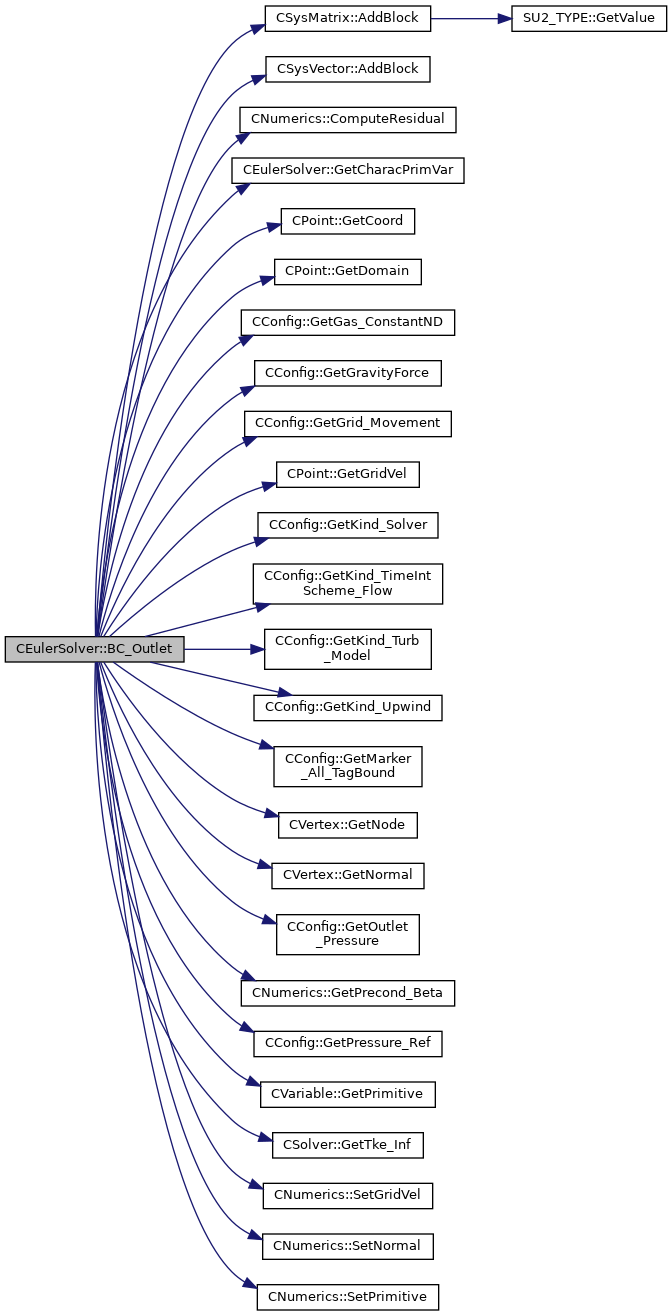 CSysMatrix::AddBlock
SU2_TYPE::GetValue
CSysVector::AddBlock
CNumerics::ComputeResidual
CEulerSolver::GetCharacPrimVar
CPoint::GetCoord
CPoint::GetDomain
CConfig::GetGas_ConstantND
CConfig::GetGravityForce
CConfig::GetGrid_Movement
CPoint::GetGridVel
CConfig::GetKind_Solver
CConfig::GetKind_TimeInt
Scheme_Flow
CEulerSolver::BC_Outlet
CConfig::GetKind_Turb
_Model
CConfig::GetKind_Upwind
CConfig::GetMarker
_All_TagBound
CVertex::GetNode
CVertex::GetNormal
CConfig::GetOutlet
_Pressure
CNumerics::GetPrecond_Beta
CConfig::GetPressure_Ref
CVariable::GetPrimitive
CSolver::GetTke_Inf
CNumerics::SetGridVel
CNumerics::SetNormal
CNumerics::SetPrimitive